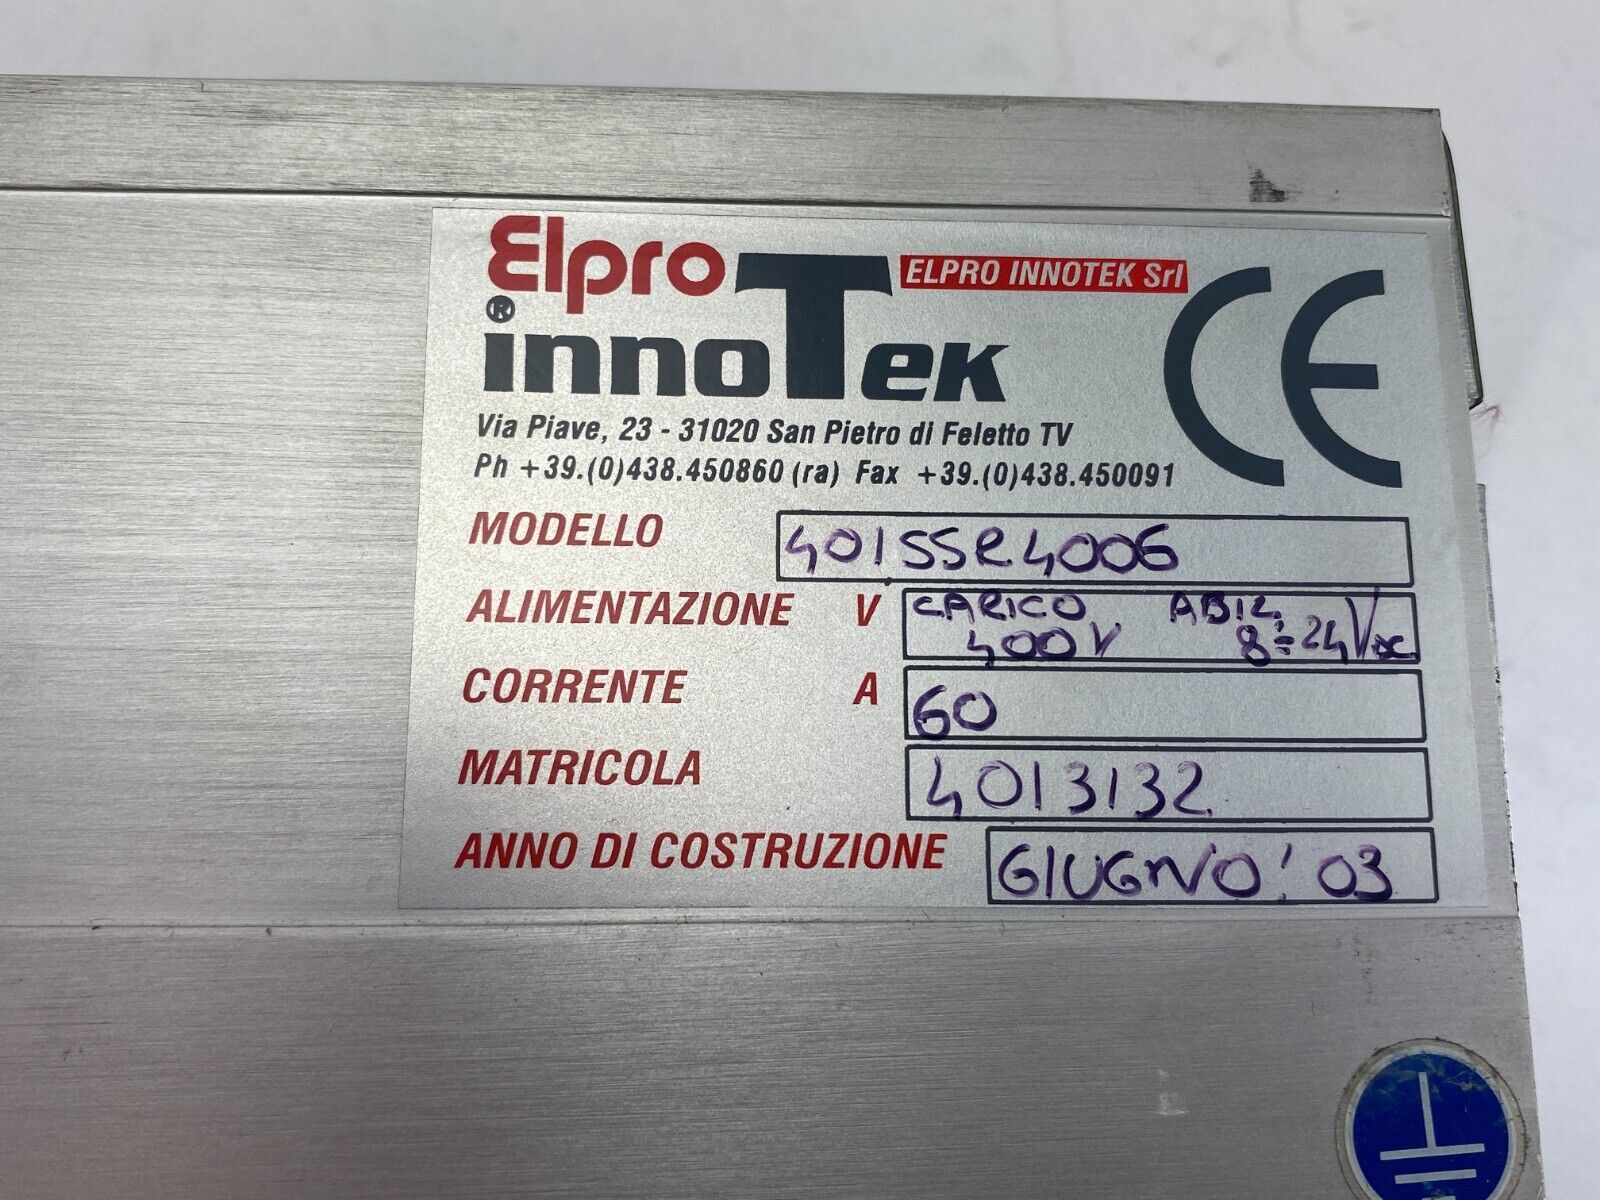 Elpro
ELPRO INNOTEK Srl
® innoTek
CE
Via Piave, 23 - 31020 San Pietro di Feletto TV
Ph +39.(0)438.450860 (ra) Fax +39.(0)438.450091
MODELLO 401SSR4006
ALIMENTAZIONE V CARICO ABIL.
400V 8÷24Vdc
CORRENTE A 60
MATRICOLA 4013132
ANNO DI COSTRUZIONE GIUGNO! 03